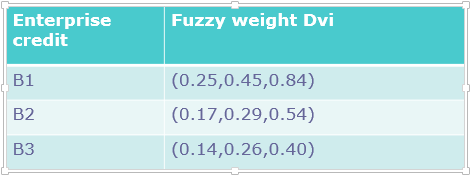 Enterprise credit Fuzzy weight Dvi
B1 (0.25,0.45,0.84)
B2 (0.17,0.29,0.54)
B3 (0.14,0.26,0.40)